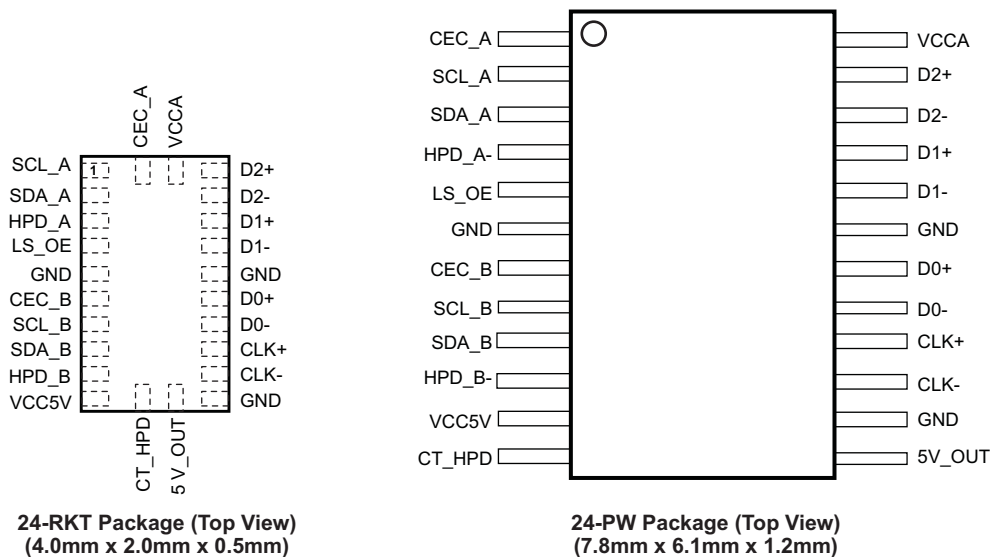 CEC_A
VCCA
SCL_A
1
D2+
SDA_A
D2-
HPD_A
D1+
LS_OE
D1-
GND
GND
CEC_B
D0+
SCL_B
D0-
SDA_B
CLK+
HPD_B
CLK-
VCC5V
GND
CT_HPD
5 V_OUT
24-RKT Package (Top View)
(4.0mm x 2.0mm x 0.5mm)
CEC_A
VCCA
SCL_A
D2+
SDA_A
D2-
HPD_A-
D1+
LS_OE
D1-
GND
GND
CEC_B
D0+
SCL_B
D0-
SDA_B
CLK+
HPD_B-
CLK-
VCC5V
GND
CT_HPD
5V_OUT
24-PW Package (Top View)
(7.8mm x 6.1mm x 1.2mm)